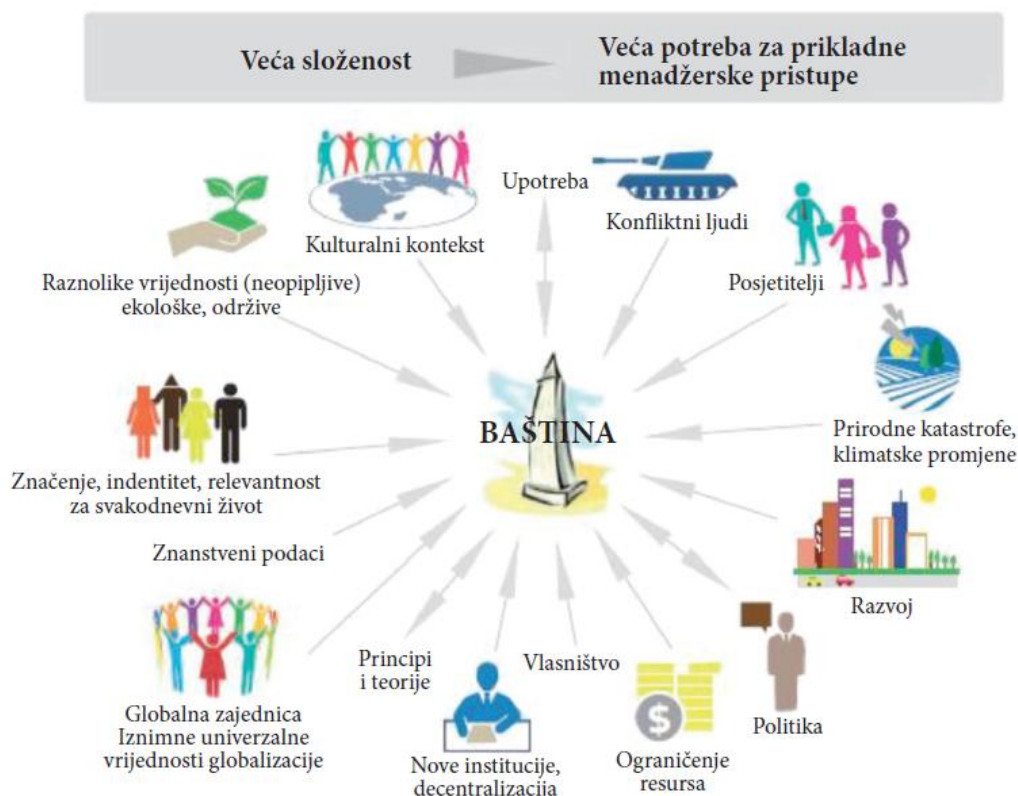 Veća složenost
Veća potreba za prikladne
menadžerske pristupe
Upotreba
Kulturalni kontekst
Konfliktni ljudi
Raznolike vrijednosti (neopipljive)
ekološke, održive
Posjetitelji
BAŠTINA
Prirodne katastrofe,
klimatske promjene
Značenje, indentitet, relevantnost
za svakodnevni život
Znanstveni podaci
Razvoj
Principi
i teorije
Vlasništvo
Globalna zajednica
Iznimne univerzalne
vrijednosti globalizacije
$
Politika
Nove institucije,
decentralizacija
Ograničenje
resursa